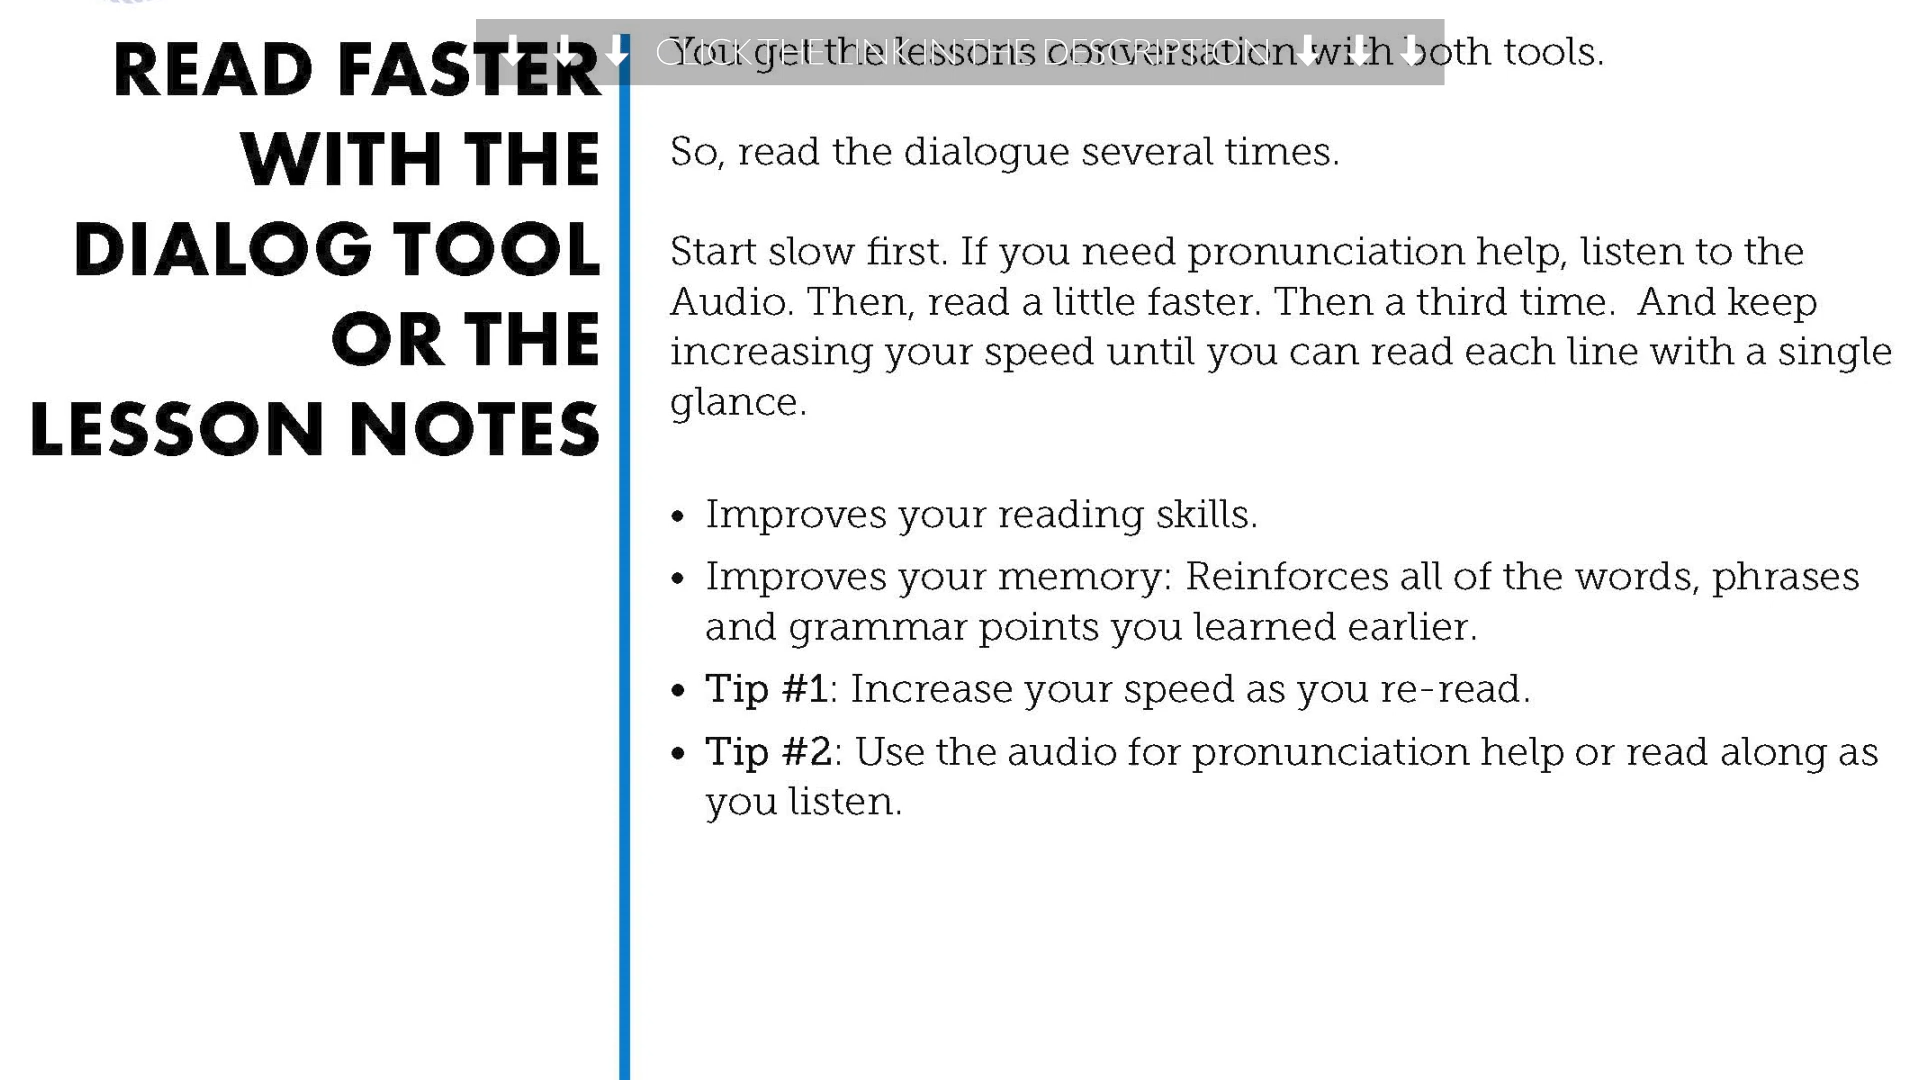 READ FASTER
WITH THE
DIALOG TOOL
OR THE
LESSON NOTES
CLICK THE LINK IN THE DESCRIPTION
You get the lessons conversation with both tools.
So, read the dialogue several times.
Start slow first. If you need pronunciation help, listen to the
Audio. Then, read a little faster. Then a third time.  And keep
increasing your speed until you can read each line with a single
glance.
• Improves your reading skills.
• Improves your memory: Reinforces all of the words, phrases
and grammar points you learned earlier.
• Tip #1: Increase your speed as you re-read.
• Tip #2: Use the audio for pronunciation help or read along as
you listen.